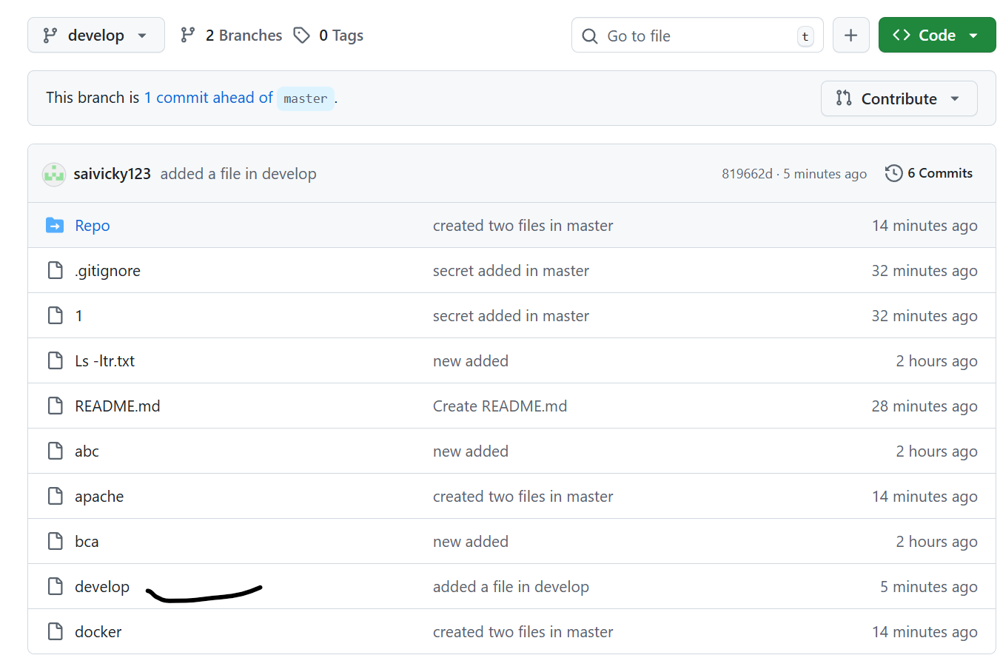 develop 2 Branches 0 Tags Go to file t Code
This branch is 1 commit ahead of master . Contribute
saivicky123 added a file in develop 819662d · 5 minutes ago 6 Commits
Repo created two files in master 14 minutes ago
.gitignore secret added in master 32 minutes ago
1 secret added in master 32 minutes ago
Ls -ltr.txt new added 2 hours ago
README.md Create README.md 28 minutes ago
abc new added 2 hours ago
apache created two files in master 14 minutes ago
bca new added 2 hours ago
develop added a file in develop 5 minutes ago
docker created two files in master 14 minutes ago